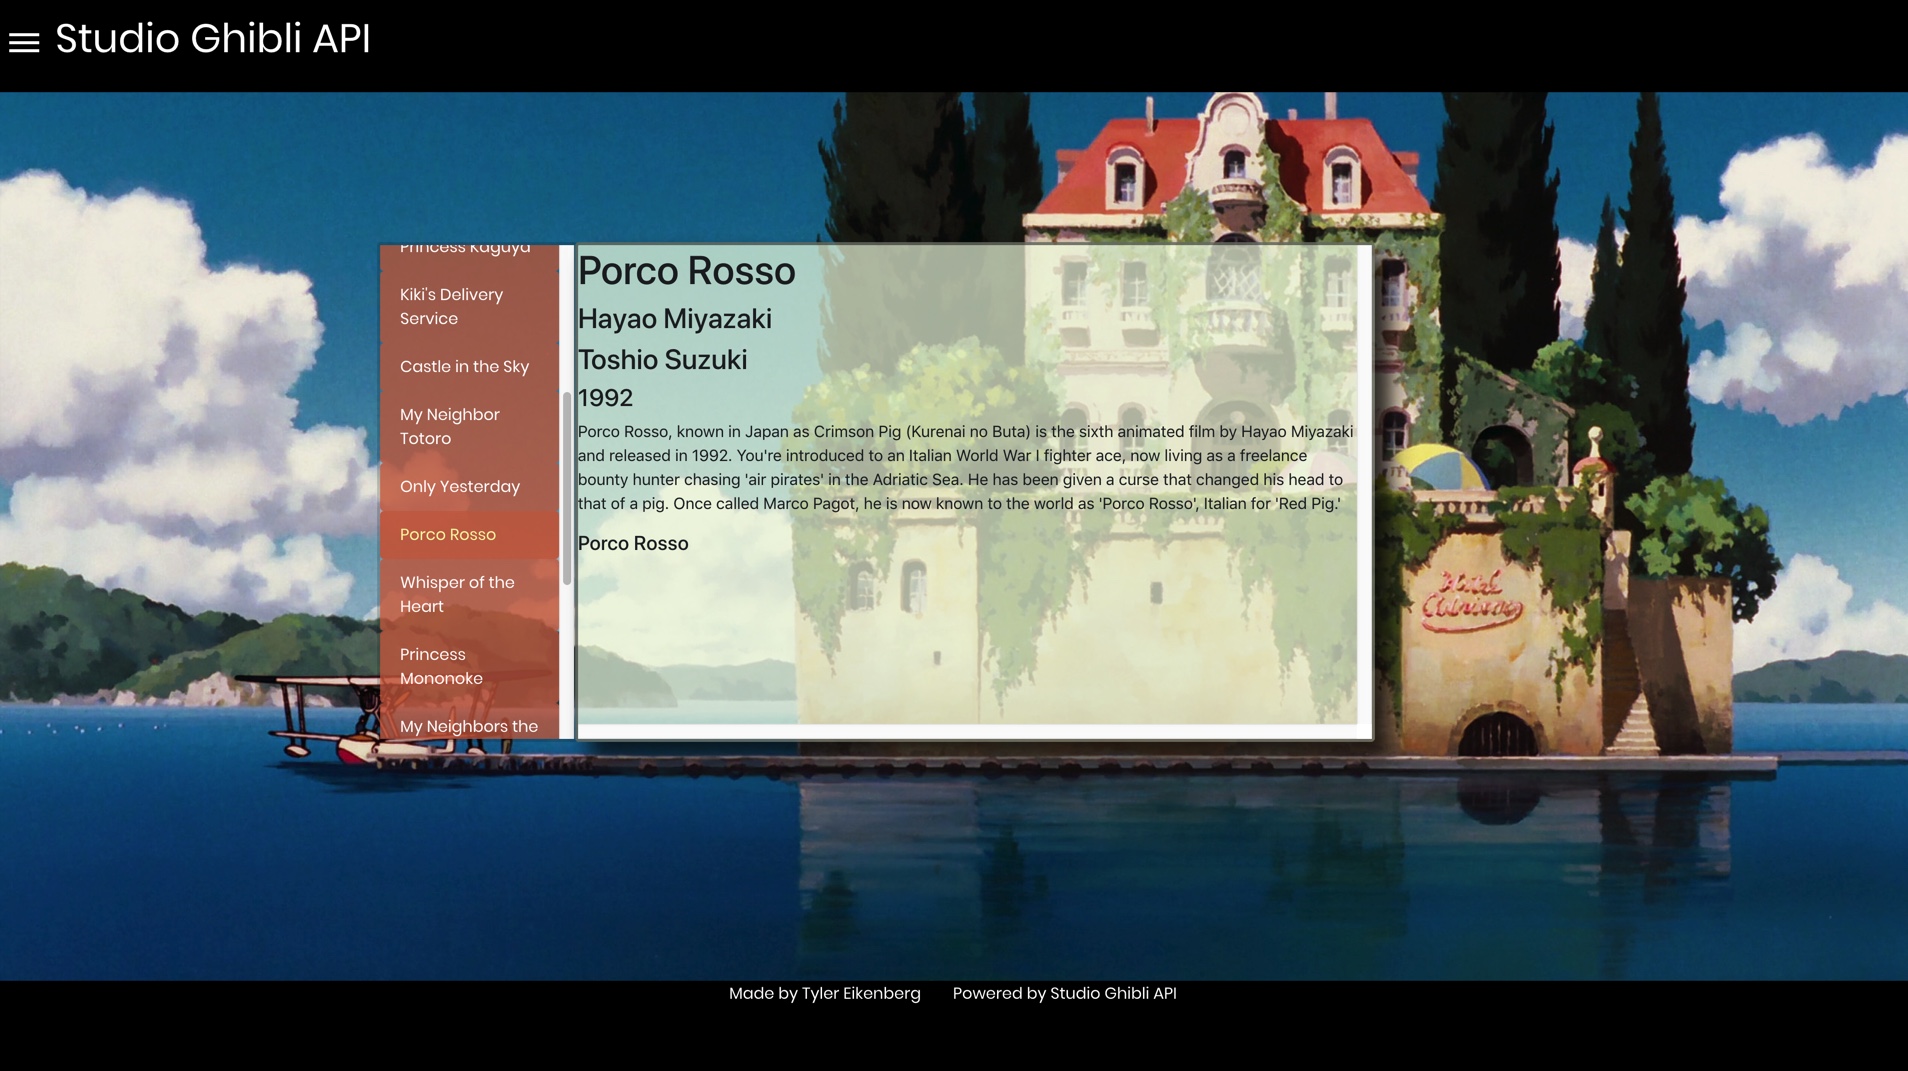 Studio Ghibli API
Princess Kaguya
Kiki's Delivery
Service
Castle in the Sky
My Neighbor
Totoro
Only Yesterday
Porco Rosso
Whisper of the
Heart
Princess
Mononoke
My Neighbors the
Porco Rosso
Hayao Miyazaki
Toshio Suzuki
1992
Porco Rosso, known in Japan as Crimson Pig (Kurenai no Buta) is the sixth animated film by Hayao Miyazaki
and released in 1992. You're introduced to an Italian World War I fighter ace, now living as a freelance
bounty hunter chasing 'air pirates' in the Adriatic Sea. He has been given a curse that changed his head to
that of a pig. Once called Marco Pagot, he is now known to the world as 'Porco Rosso', Italian for 'Red Pig.'
Porco Rosso
Hotel
Made by Tyler Eikenberg
Powered by Studio Ghibli API